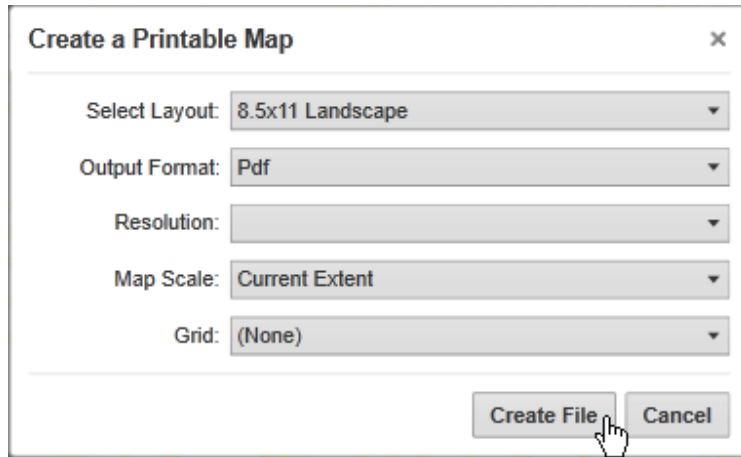 Create a Printable Map ×
Select Layout: 8.5x11 Landscape
Output Format: Pdf
Resolution:
Map Scale: Current Extent
Grid: (None)
Create File Cancel